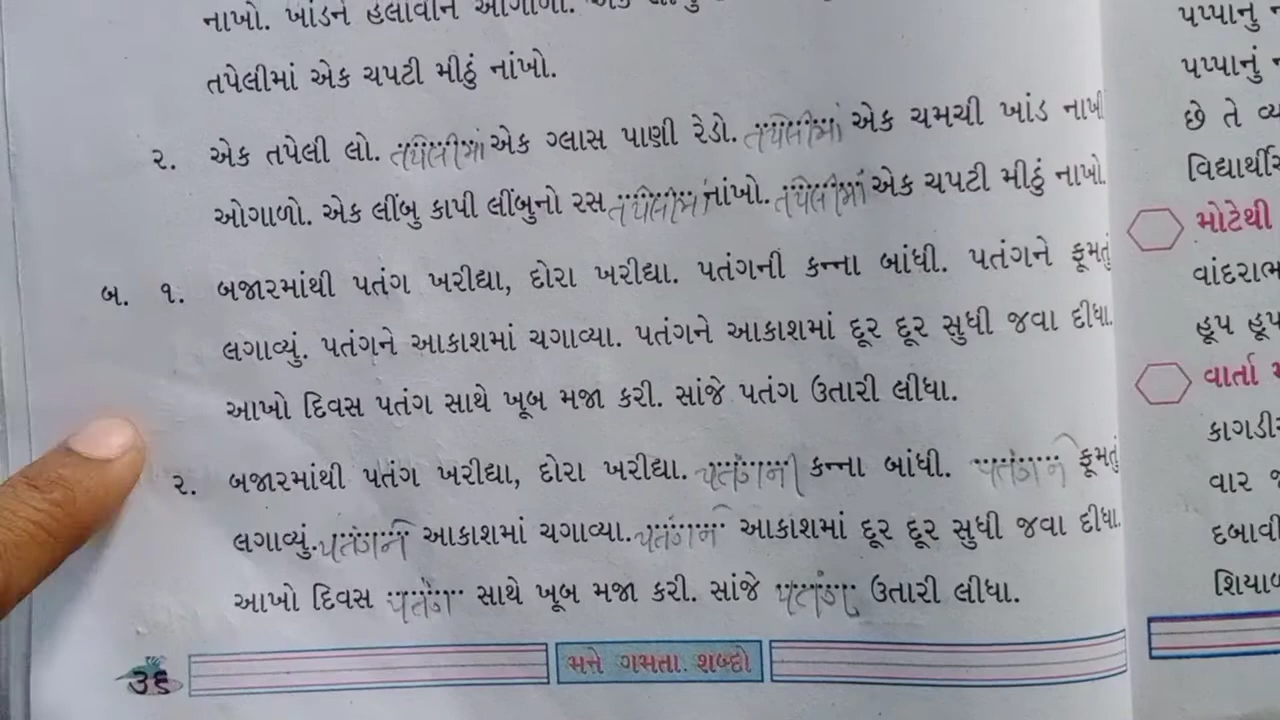 નાખો. ખાંડને હલાવીને ઓગાળો. એક
તપેલીમાં એક ચપટી મીઠું નાંખો.
૨. એક તપેલી લો. તપેલીમાં એક ગ્લાસ પાણી રેડો. તપેલીમાં એક ચમચી ખાંડ નાખી
ઓગાળો. એક લીંબુ કાપી લીંબુનો રસ તપેલીમાં નાંખો. તપેલીમાં એક ચપટી મીઠું નાખો.
બ. ૧. બજારમાંથી પતંગ ખરીદ્યા, દોરા ખરીદ્યા. પતંગની કન્ના બાંધી. પતંગને ફૂમતું
લગાવ્યું. પતંગને આકાશમાં ચગાવ્યા. પતંગને આકાશમાં દૂર દૂર સુધી જવા દીધા.
આખો દિવસ પતંગ સાથે ખૂબ મજા કરી. સાંજે પતંગ ઉતારી લીધા.
૨. બજારમાંથી પતંગ ખરીદ્યા, દોરા ખરીદ્યા. પતંગની કન્ના બાંધી. પતંગને ફૂમતું
લગાવ્યું. પતંગને આકાશમાં ચગાવ્યા. પતંગને આકાશમાં દૂર દૂર સુધી જવા દીધા.
આખો દિવસ પતંગ સાથે ખૂબ મજા કરી. સાંજે પતંગ ઉતારી લીધા.
૩૬ મને ગમતા શબ્દો
પપ્પાનું
પપ્પાનું
છે તે
મોટેથી
હૂપ હૂપ
વાર્તા
વાર